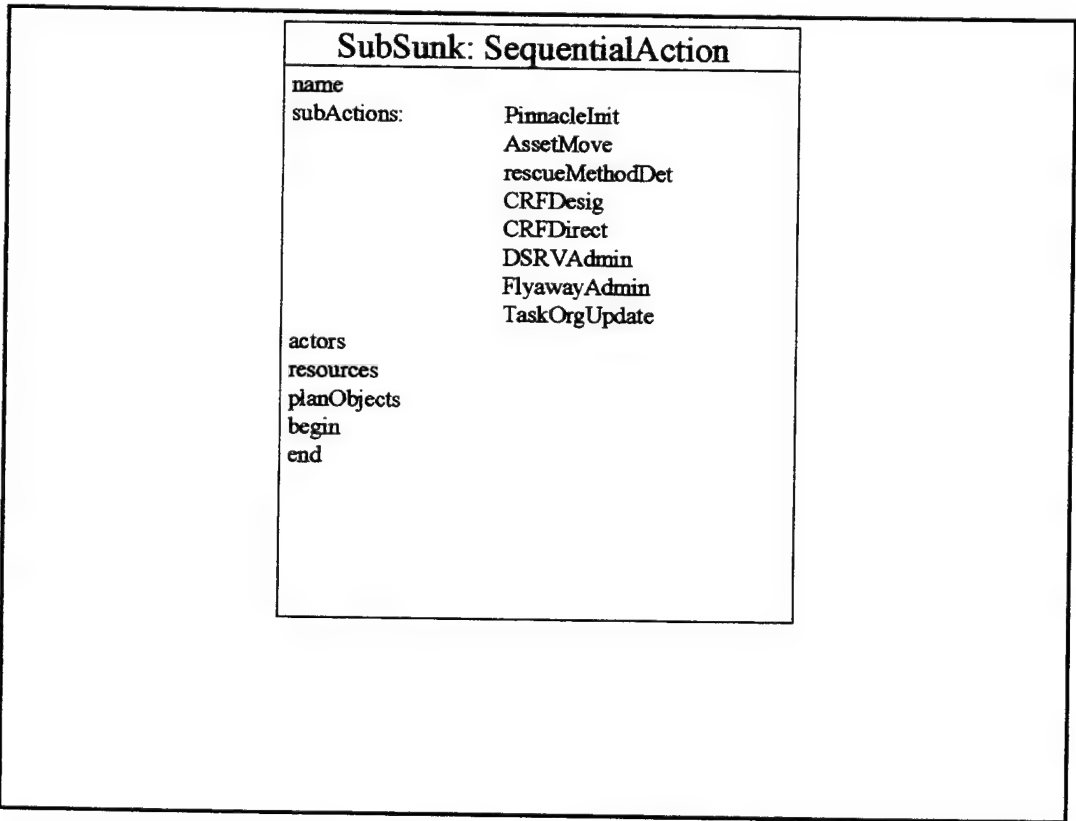 SubSunk: SequentialAction
name
subActions: PinnacleInit
AssetMove
rescueMethodDet
CRFDesig
CRFDirect
DSRVAdmin
FlyawayAdmin
TaskOrgUpdate
actors
resources
planObjects
begin
end